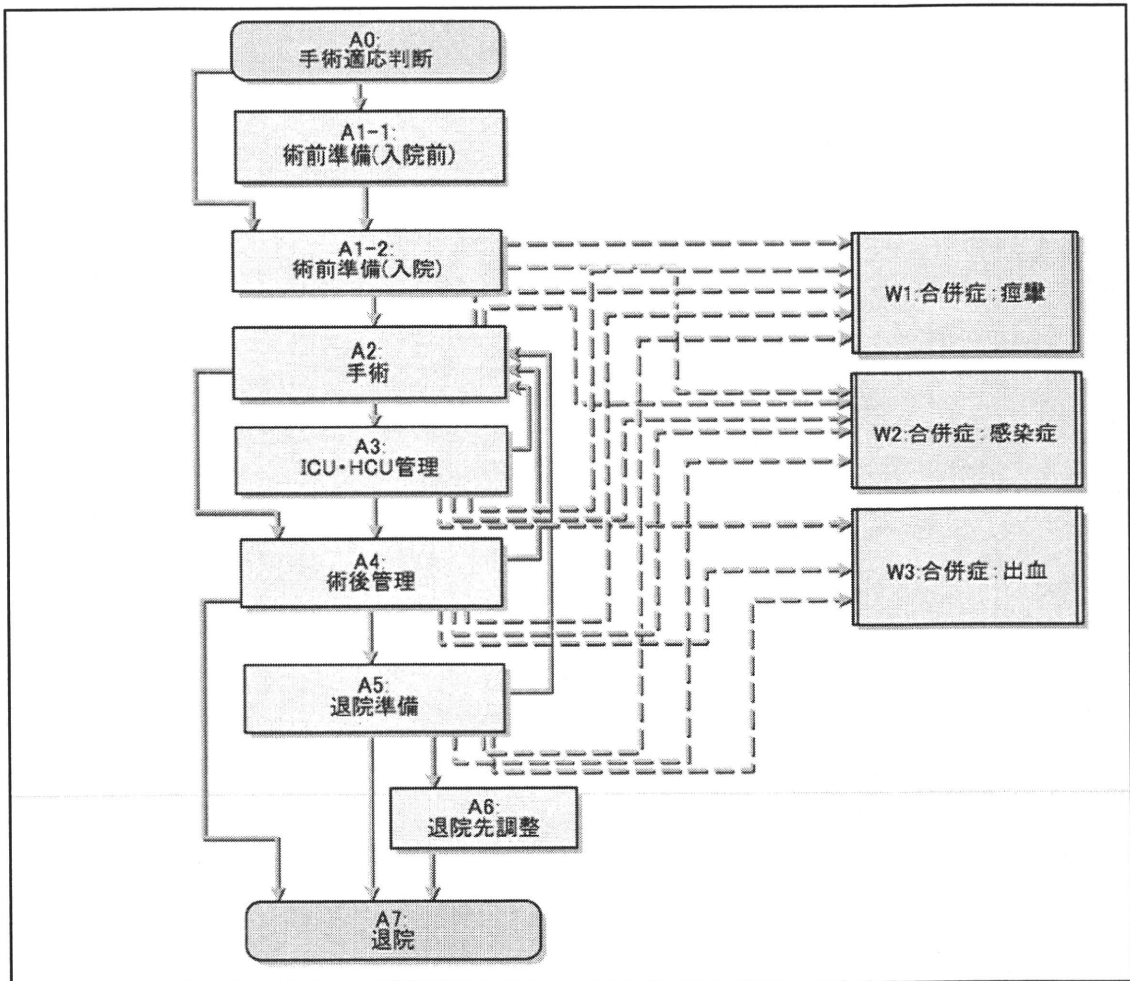 A0:
手術適応判断
A1-1:
術前準備(入院前)
A1-2:
術前準備(入院)
W1:合併症:痙攣
A2:
手術
W2:合併症:感染症
A3:
ICU・HCU管理
A4:
術後管理
W3:合併症:出血
A5:
退院準備
A6:
退院先調整
A7:
退院